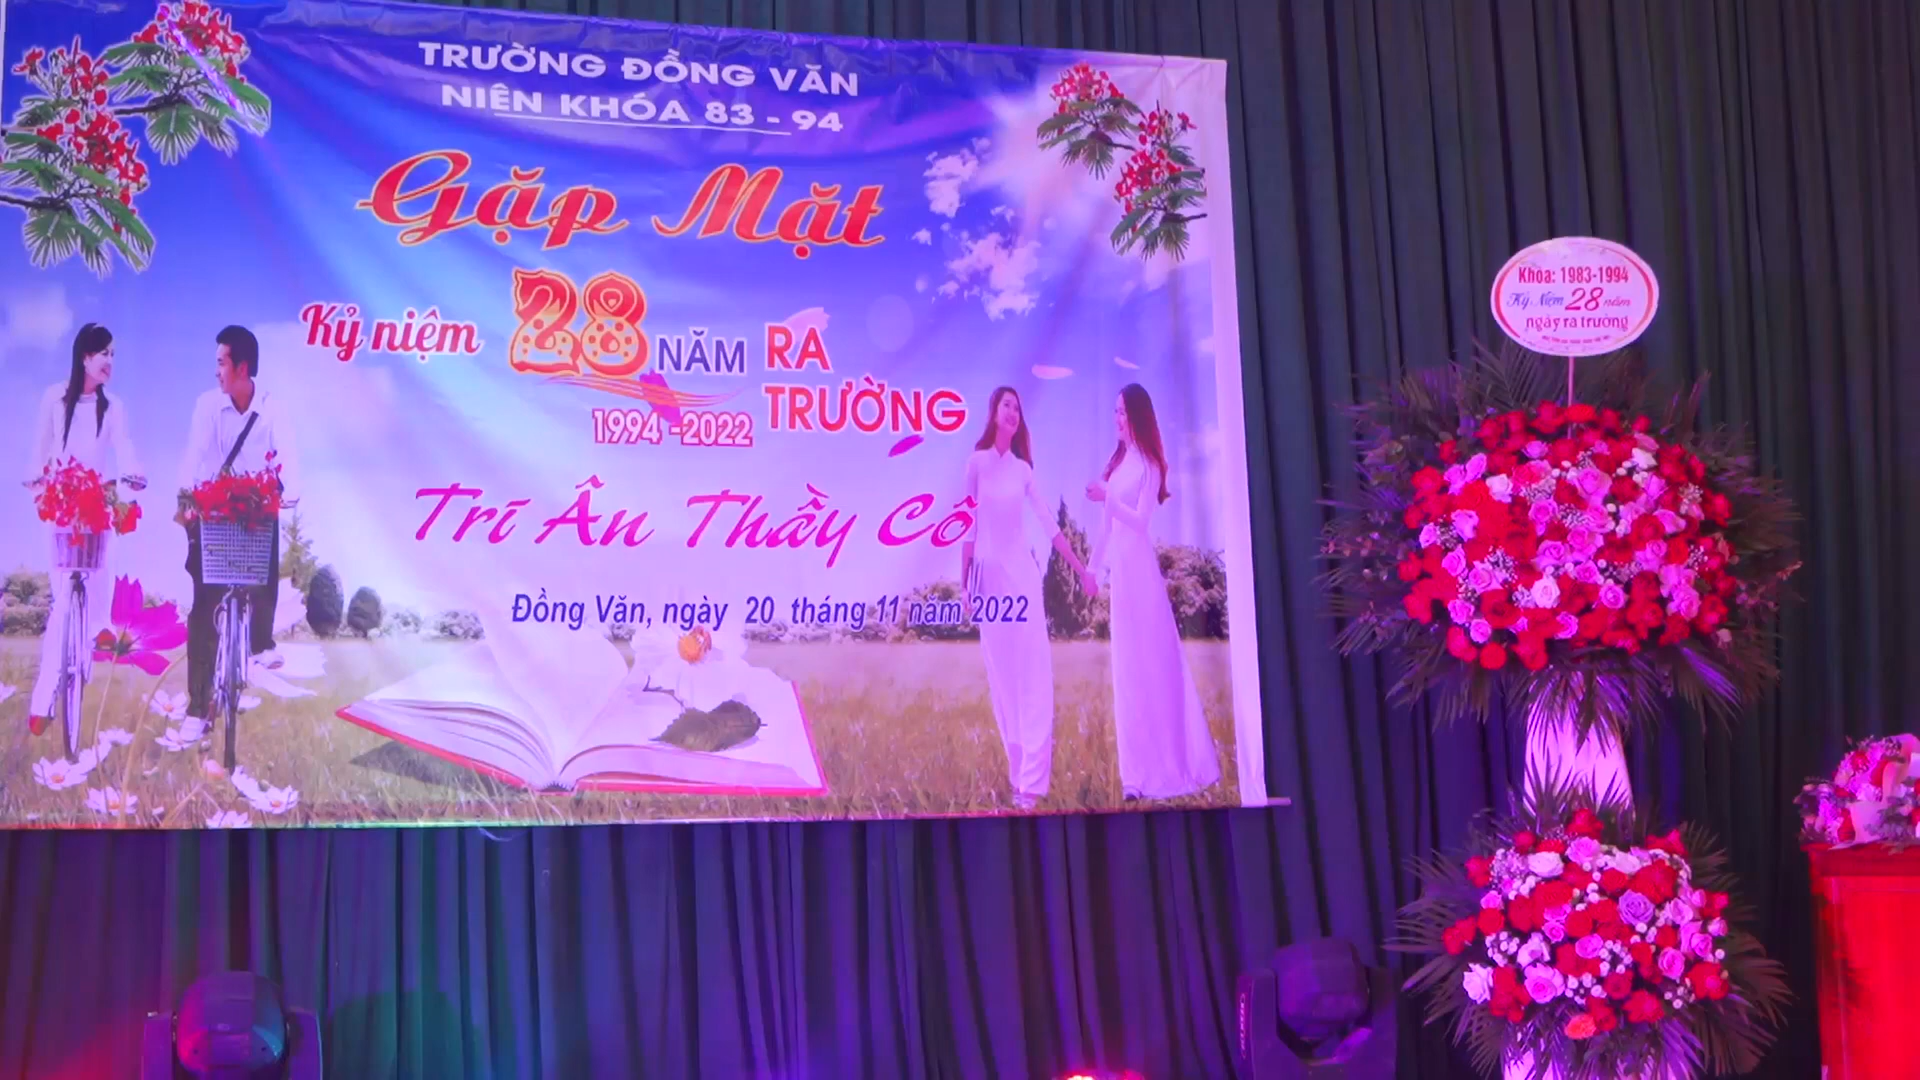 TRƯỜNG ĐỒNG VĂN
NIÊN KHÓA 83 - 94
Gặp Mặt
Kỷ niệm 28 NĂM RA TRƯỜNG
1994 -2022
Tri Ân Thầy Cô
Đồng Văn, ngày 20 tháng 11 năm 2022
Khóa: 1983-1994
Kỷ Niệm 28 năm
ngày ra trường